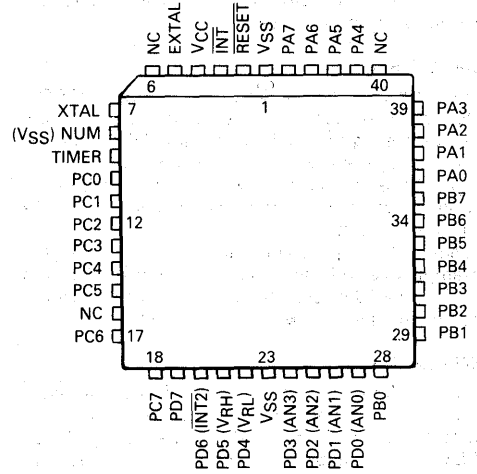 NC
EXTAL
VCC
INT
RESET
VSS
PA7
PA6
PA5
PA4
NC
6
1
40
XTAL 7
(VSS) NUM
TIMER
PC0
PC1
PC2 12
PC3
PC4
PC5
NC
PC6 17
39 PA3
PA2
PA1
PA0
PB7
34 PB6
PB5
PB4
PB3
PB2
29 PB1
18
23
28
PC7
PD7
PD6 (INT2)
PD5 (VRH)
PD4 (VRL)
VSS
PD3 (AN3)
PD2 (AN2)
PD1 (AN1)
PD0 (AN0)
PB0